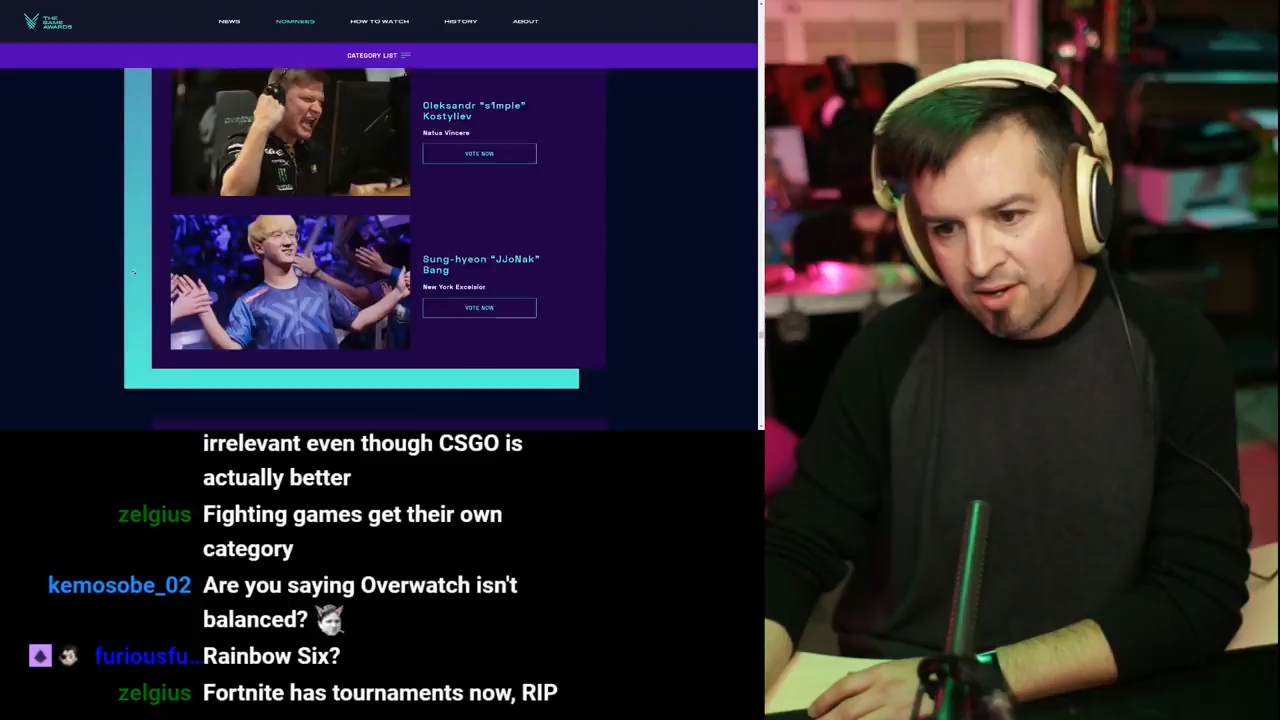 THE
GAME
AWARDS
NEWS
NOMINEES
HOW TO WATCH
HISTORY
ABOUT
CATEGORY LIST
Oleksandr “s1mple”
Kostyliev
Natus Vincere
VOTE NOW
Sung-hyeon “JJoNak”
Bang
New York Excelsior
VOTE NOW
irrelevant even though CSGO is
actually better
zelgius Fighting games get their own
category
kemosobe_02 Are you saying Overwatch isn't
balanced?
furiousfu... Rainbow Six?
zelgius Fortnite has tournaments now, RIP